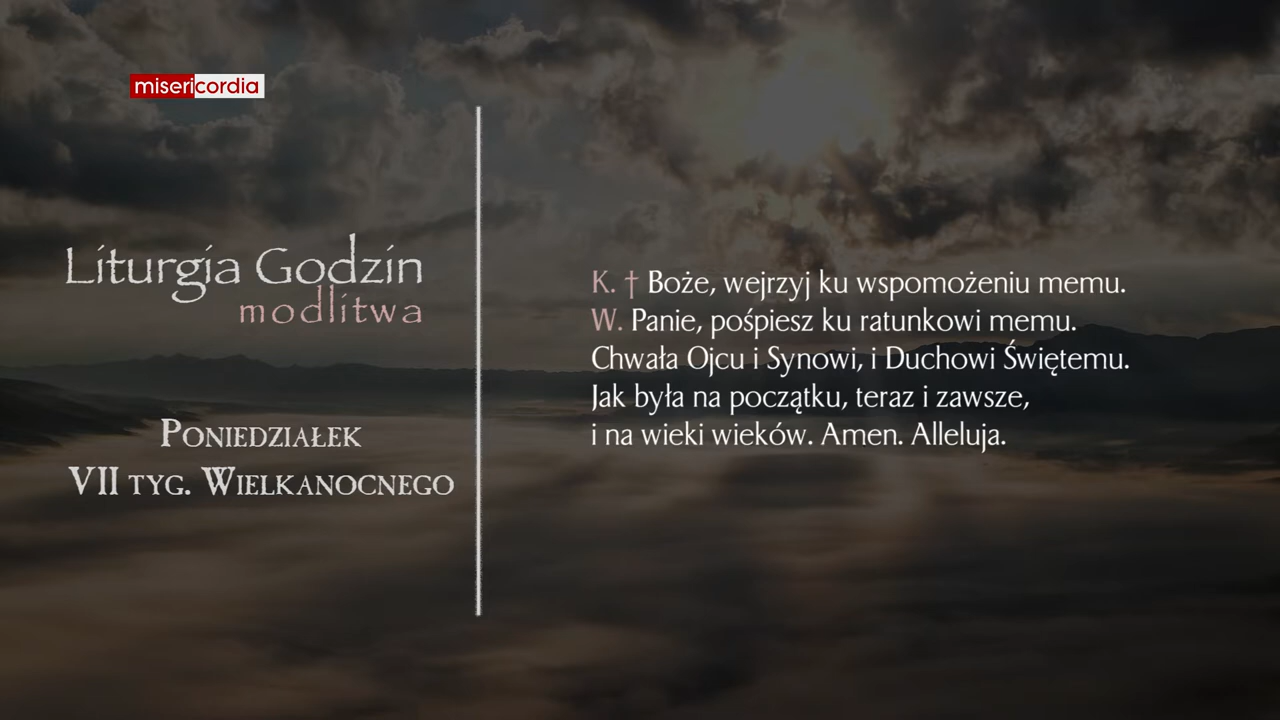 misericordia
Liturgia Godzin
modlitwa
Poniedziałek
VII tyg. Wielkanocnego
K. † Boże, wejrzyj ku wspomożeniu memu.
W. Panie, pośpiesz ku ratunkowi memu.
Chwała Ojcu i Synowi, i Duchowi Świętemu.
Jak była na początku, teraz i zawsze,
i na wieki wieków. Amen. Alleluja.